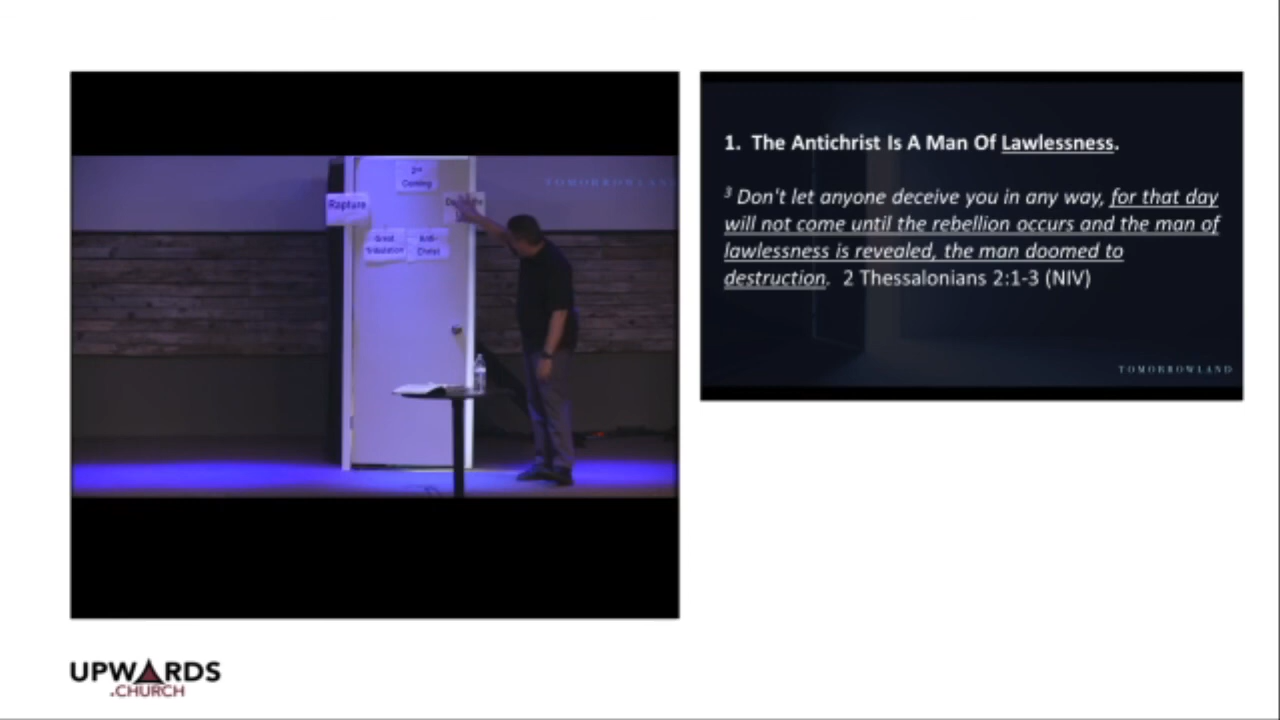 TOMORROWLAND
2nd
Coming
Rapture
Great
Tribulation
Anti-
Christ
1. The Antichrist Is A Man Of Lawlessness.
3 Don't let anyone deceive you in any way, for that day
will not come until the rebellion occurs and the man of
lawlessness is revealed, the man doomed to
destruction. 2 Thessalonians 2:1-3 (NIV)
TOMORROWLAND
UPWARDS
.CHURCH